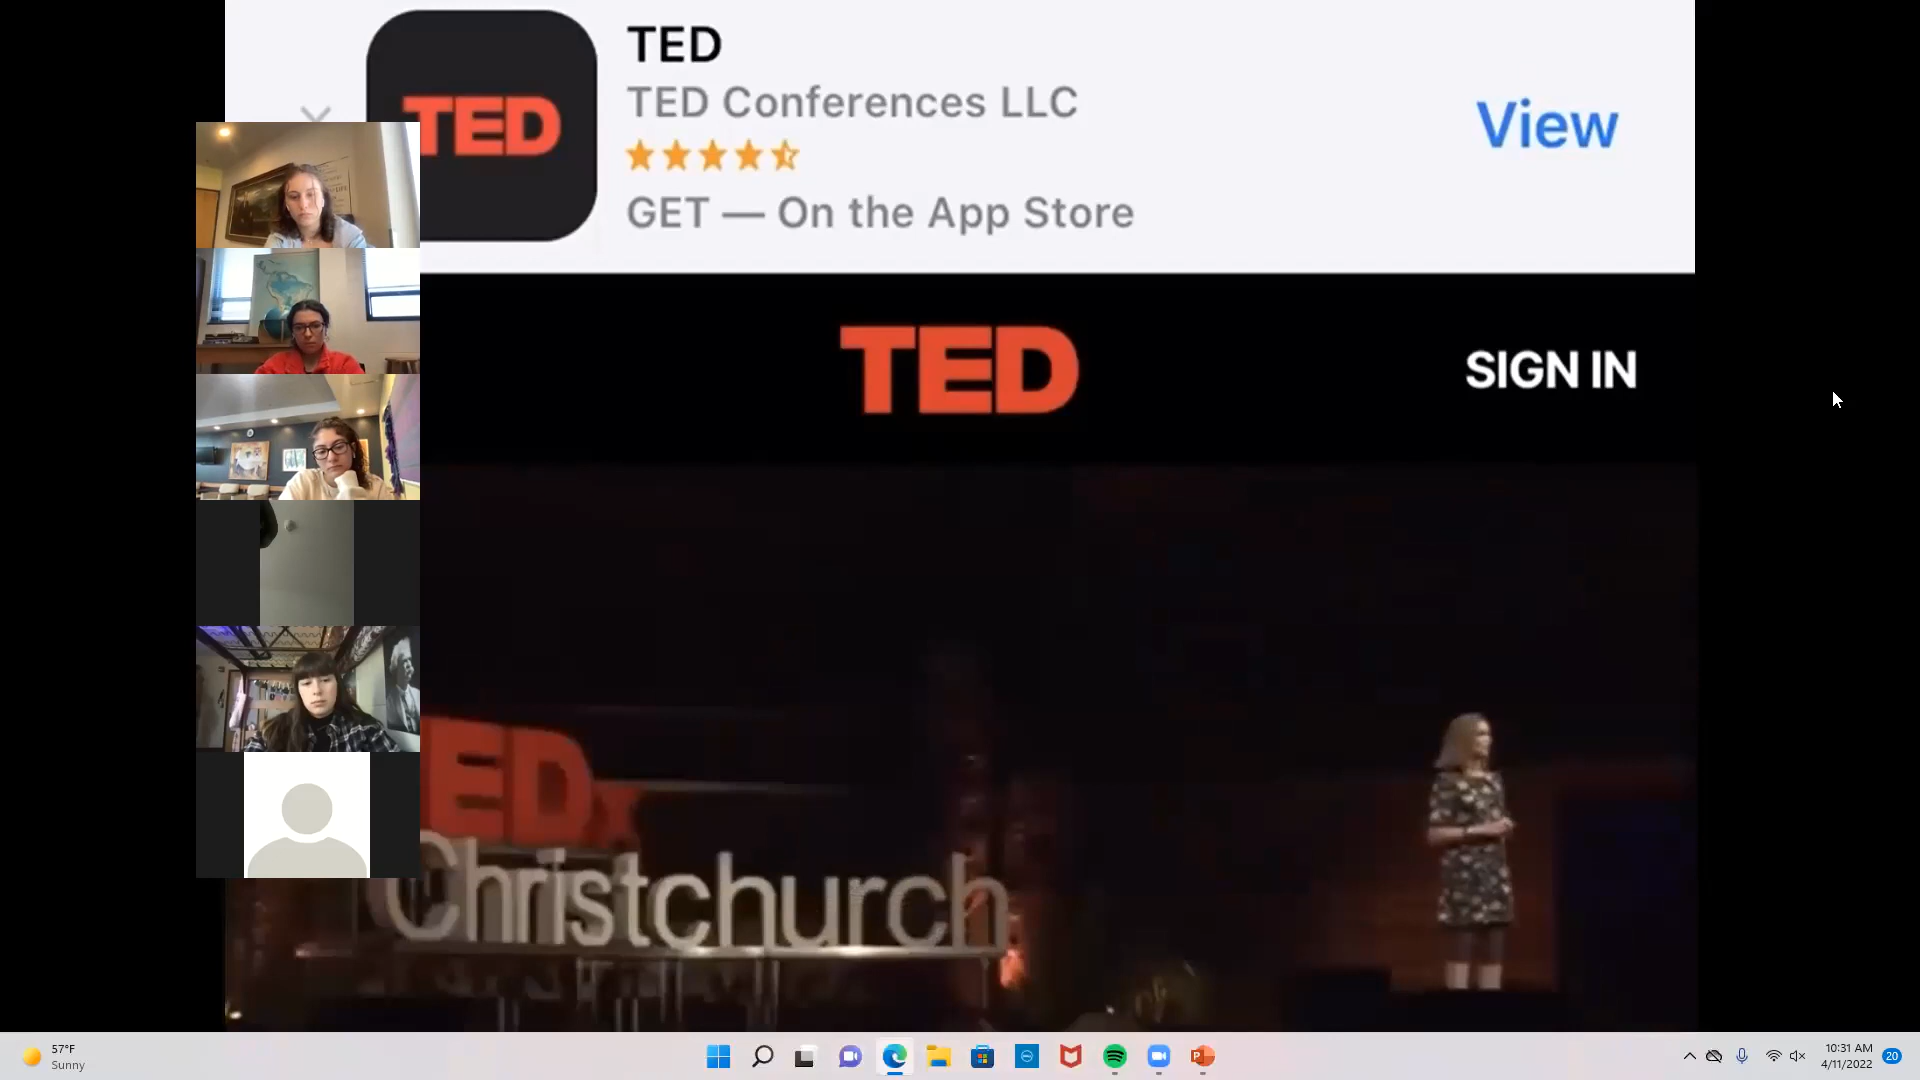 TED
TED Conferences LLC
TED
View
GET — On the App Store
TED
SIGN IN
EDx
Christchurch
57°F
Sunny
10:31 AM
4/11/2022
20